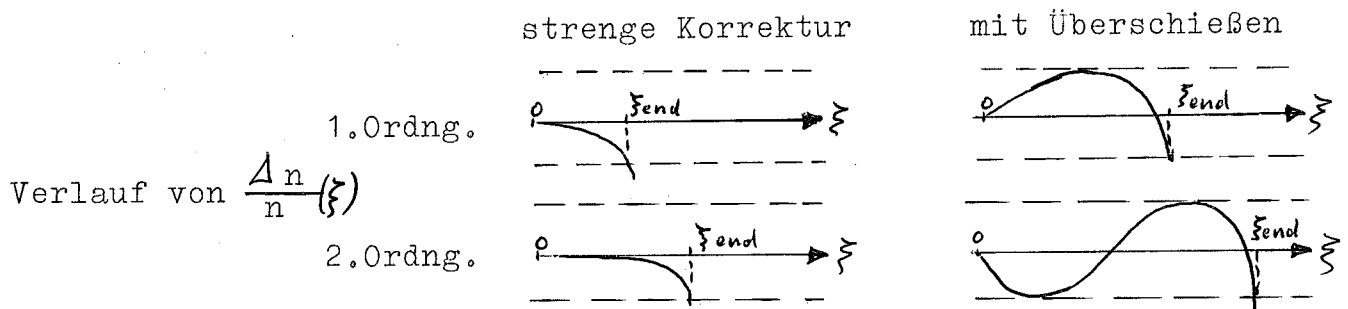 strenge Korrektur
mit Überschießen
1.Ordng.
0
ξend
ξ
0
ξend
ξ
Verlauf von Δn/n(ξ)
2.Ordng.
0
ξend
ξ
0
ξend
ξ